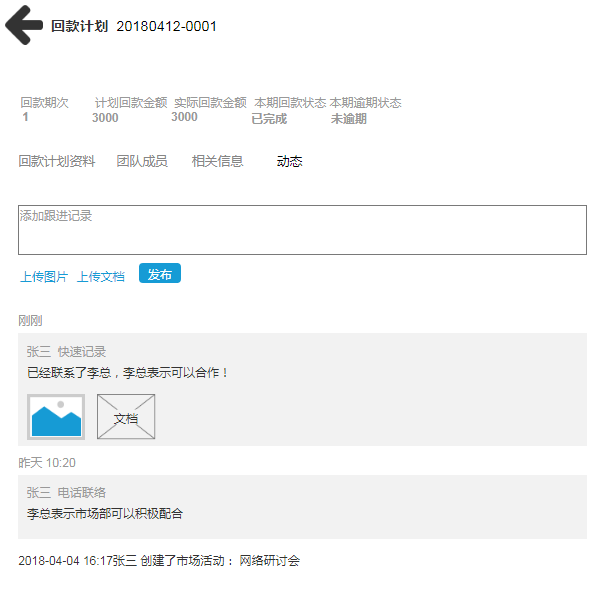 回款计划 20180412-0001
回款期次 计划回款金额 实际回款金额 本期回款状态 本期逾期状态
1 3000 3000 已完成 未逾期
回款计划资料 团队成员 相关信息 动态
添加跟进记录
上传图片 上传文档 发布
刚刚
张三 快速记录
已经联系了李总，李总表示可以合作！
文档
昨天 10:20
张三 电话联络
李总表示市场部可以积极配合
2018-04-04 16:17张三 创建了市场活动： 网络研讨会